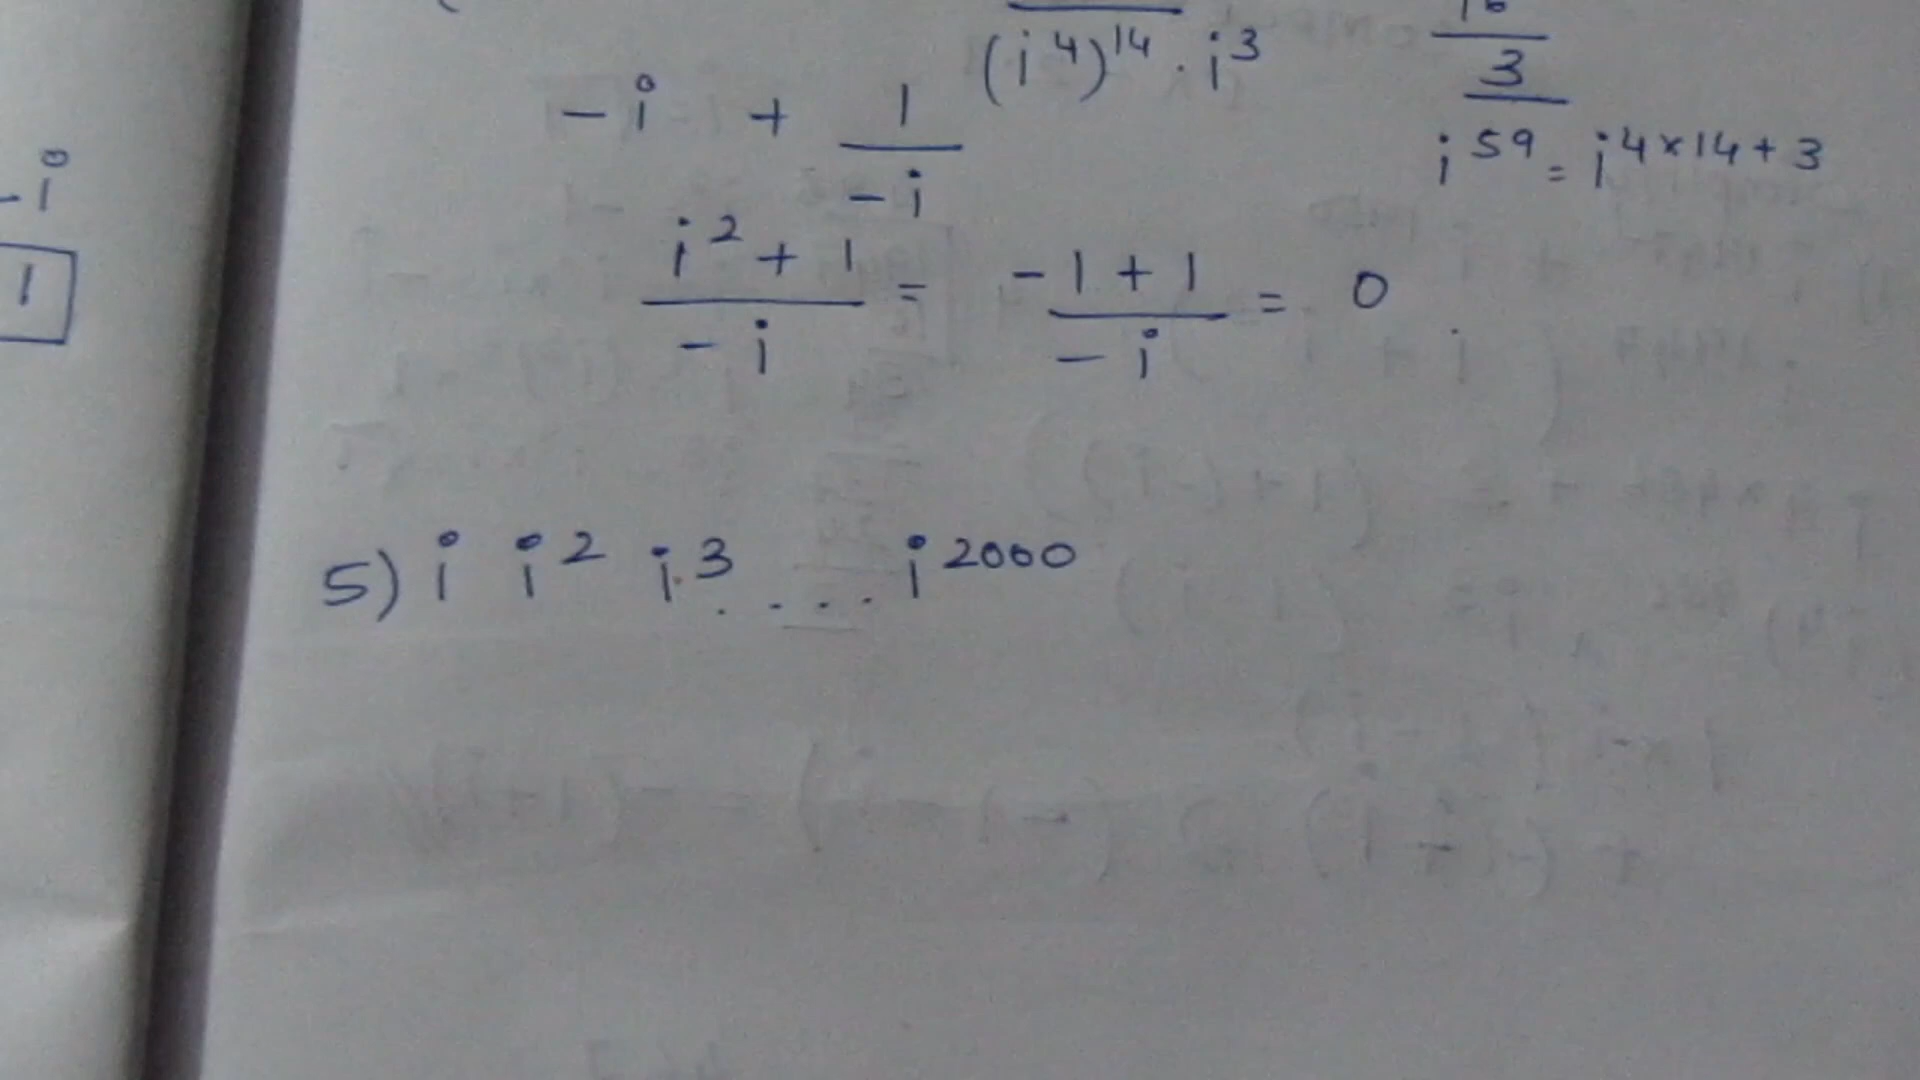 (i⁴)¹⁴ · i³
-i + 1/-i
i² + 1 / -i = -1 + 1 / -i = 0
3
i⁵⁹ = i⁴ˣ¹⁴⁺³
-i
1
5) i i² i³ .... i²⁰⁰⁰